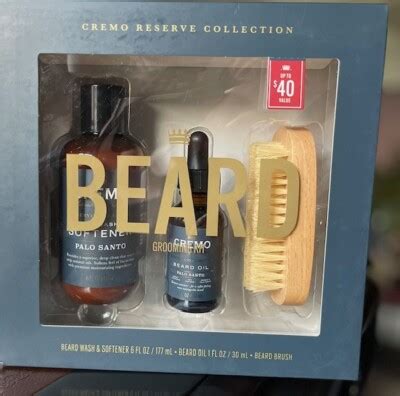 CREMO RESERVE COLLECTION
UP TO
$40
VALUE
BEARD
GROOMING KIT
SOFTENER
PALO SANTO
CREMO
BEARD OIL
PALO SANTO
BEARD WASH & SOFTENER 6 FL OZ / 177 mL • BEARD OIL 1 FL OZ / 30 mL • BEARD BRUSH